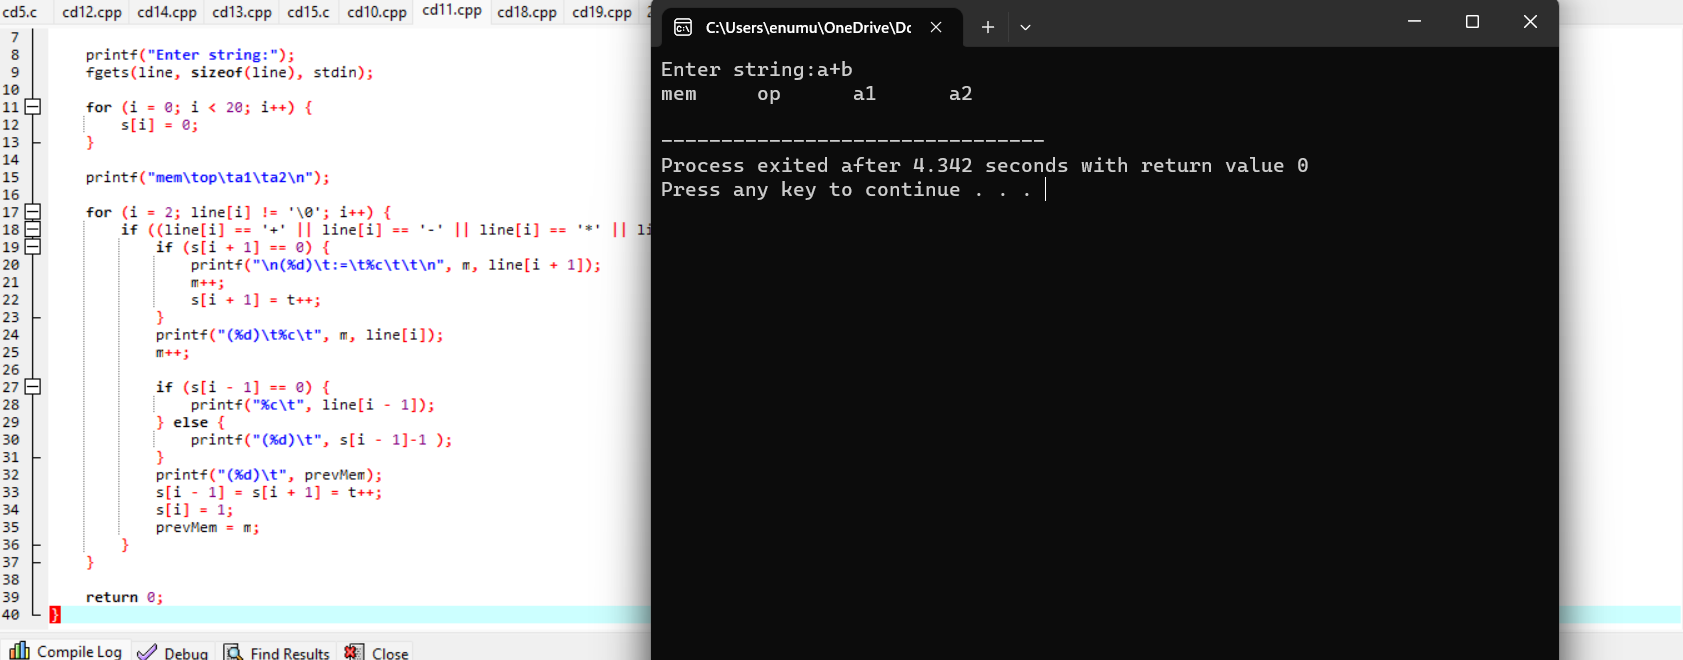 cd5.c cd12.cpp cd14.cpp cd13.cpp cd15.c cd10.cpp cd11.cpp cd18.cpp cd19.cpp
7
8 printf("Enter string:");
9 fgets(line, sizeof(line), stdin);
10
11 for (i = 0; i < 20; i++) {
12 s[i] = 0;
13 }
14
15 printf("mem\top\ta1\ta2\n");
16
17 for (i = 2; line[i] != '\0'; i++) {
18 if ((line[i] == '+' || line[i] == '-' || line[i] == '*' || li
19 if (s[i + 1] == 0) {
20 printf("\n(%d)\t:=\t%c\t\t\n", m, line[i + 1]);
21 m++;
22 s[i + 1] = t++;
23 }
24 printf("(%d)\t%c\t", m, line[i]);
25 m++;
26
27 if (s[i - 1] == 0) {
28 printf("%c\t", line[i - 1]);
29 } else {
30 printf("(%d)\t", s[i - 1]-1 );
31 }
32 printf("(%d)\t", prevMem);
33 s[i - 1] = s[i + 1] = t++;
34 s[i] = 1;
35 prevMem = m;
36 }
37 }
38
39 return 0;
40 }
Compile Log Debug Find Results Close
C:\Users\enumu\OneDrive\Dc
Enter string:a+b
mem op a1 a2
--------------------------------
Process exited after 4.342 seconds with return value 0
Press any key to continue . . .